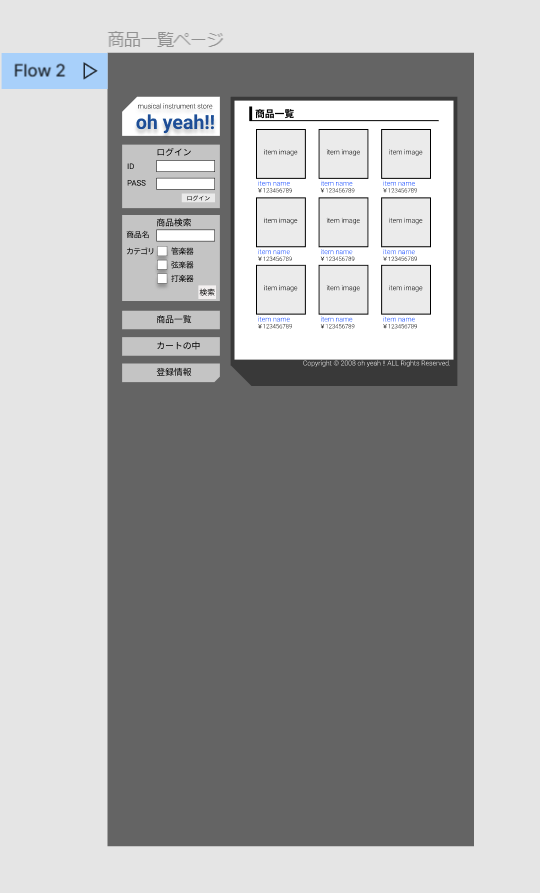 商品一覧ページ
Flow 2
musical instrument store
oh yeah!!
ログイン
ID
PASS
ログイン
商品検索
商品名
カテゴリ 管楽器
弦楽器
打楽器
検索
商品一覧
カートの中
登録情報
商品一覧
item image item image item image
item name item name item name
¥123456789 ¥123456789 ¥123456789
item image item image item image
item name item name item name
¥123456789 ¥123456789 ¥123456789
item image item image item image
item name item name item name
¥123456789 ¥123456789 ¥123456789
Copyright © 2008 oh yeah !! ALL Rights Reserved.